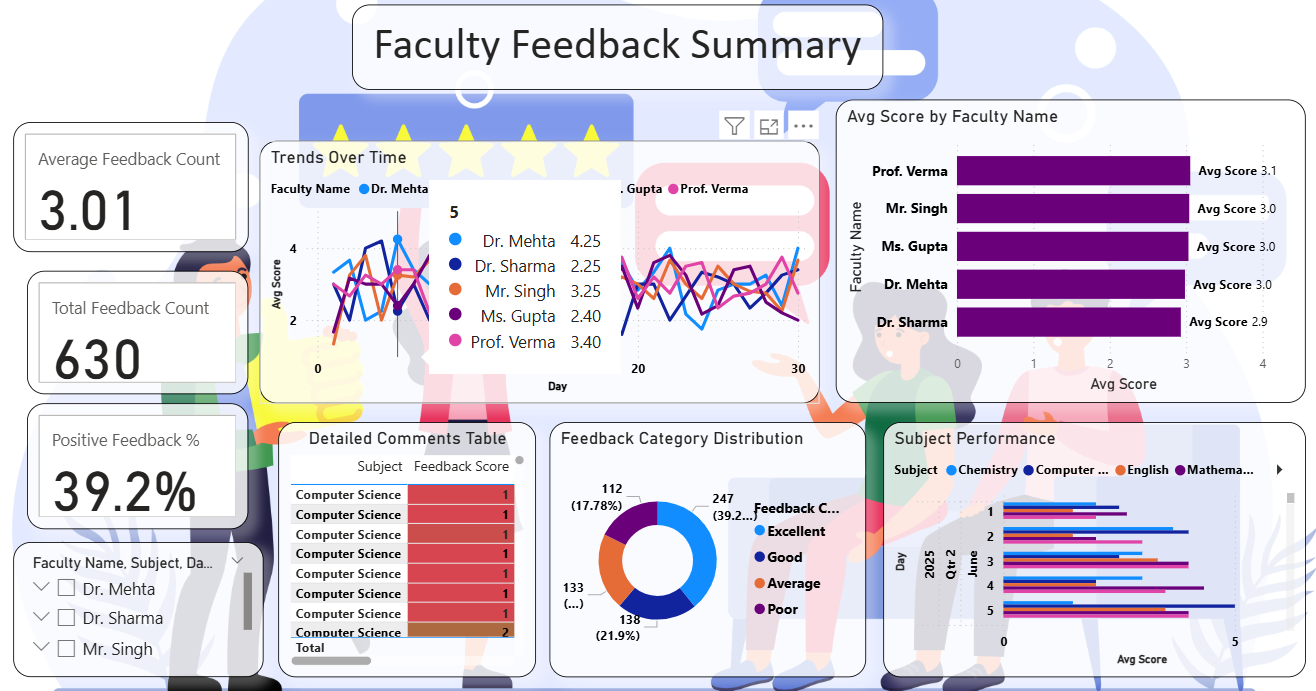 Faculty Feedback Summary
Average Feedback Count
3.01
Total Feedback Count
630
Positive Feedback %
39.2%
Faculty Name, Subject, Da...
Dr. Mehta
Dr. Sharma
Mr. Singh
Trends Over Time
Faculty Name Dr. Mehta . Gupta Prof. Verma
5
Dr. Mehta 4.25
Dr. Sharma 2.25
Mr. Singh 3.25
Ms. Gupta 2.40
Prof. Verma 3.40
Avg Score
4
2
0 20 30
Day
Avg Score by Faculty Name
Faculty Name
Prof. Verma Avg Score 3.1
Mr. Singh Avg Score 3.0
Ms. Gupta Avg Score 3.0
Dr. Mehta Avg Score 3.0
Dr. Sharma Avg Score 2.9
0 1 2 3 4
Avg Score
Detailed Comments Table
Subject Feedback Score
Computer Science 1
Computer Science 1
Computer Science 1
Computer Science 1
Computer Science 1
Computer Science 1
Computer Science 1
Computer Science 2
Total
Feedback Category Distribution
112
(17.78%)
247
(39.2...)
133
(...)
138
(21.9%)
Feedback C...
Excellent
Good
Average
Poor
Subject Performance
Subject Chemistry Computer ... English Mathema...
Day
2025
Qtr 2
June
1
2
3
4
5
0 5
Avg Score